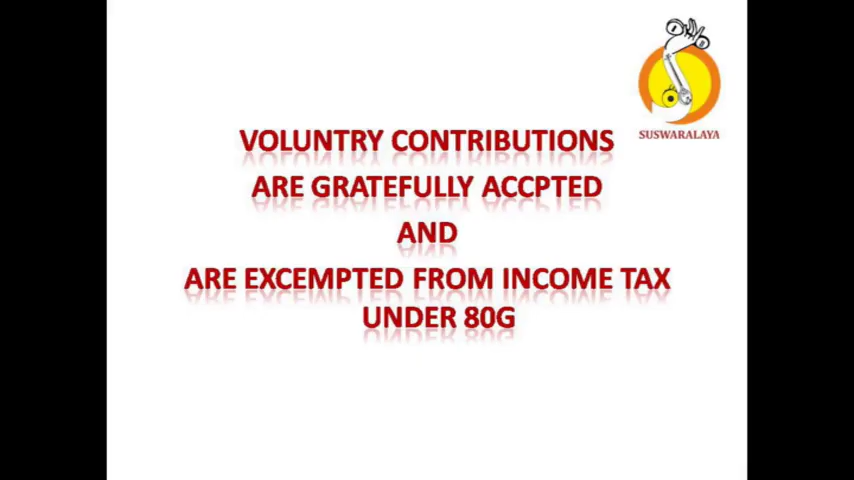 SUSWARALAYA
VOLUNTRY CONTRIBUTIONS
ARE GRATEFULLY ACCPTED
AND
ARE EXCEMPTED FROM INCOME TAX
UNDER 80G